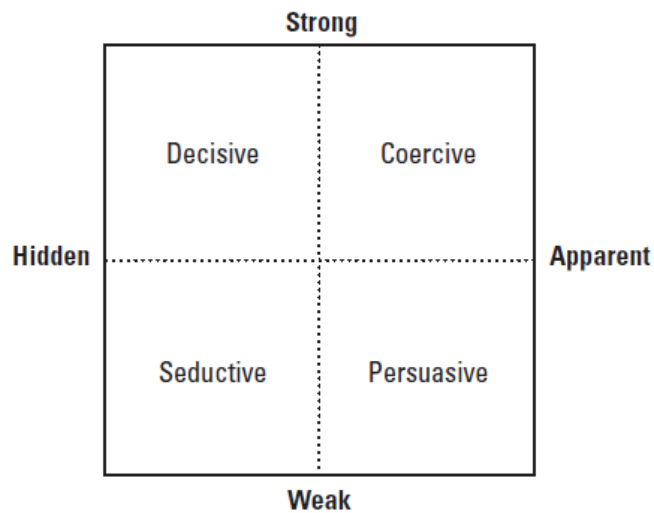 Strong
Decisive Coercive
Hidden Apparent
Seductive Persuasive
Weak